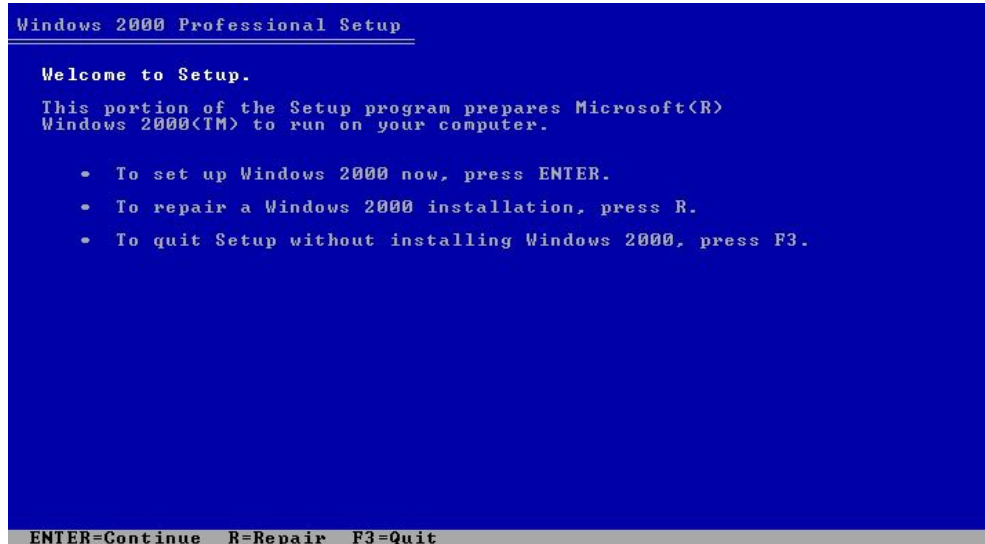 Windows 2000 Professional Setup
Welcome to Setup.
This portion of the Setup program prepares Microsoft(R)
Windows 2000(TM) to run on your computer.
• To set up Windows 2000 now, press ENTER.
• To repair a Windows 2000 installation, press R.
• To quit Setup without installing Windows 2000, press F3.
ENTER=Continue R=Repair F3=Quit